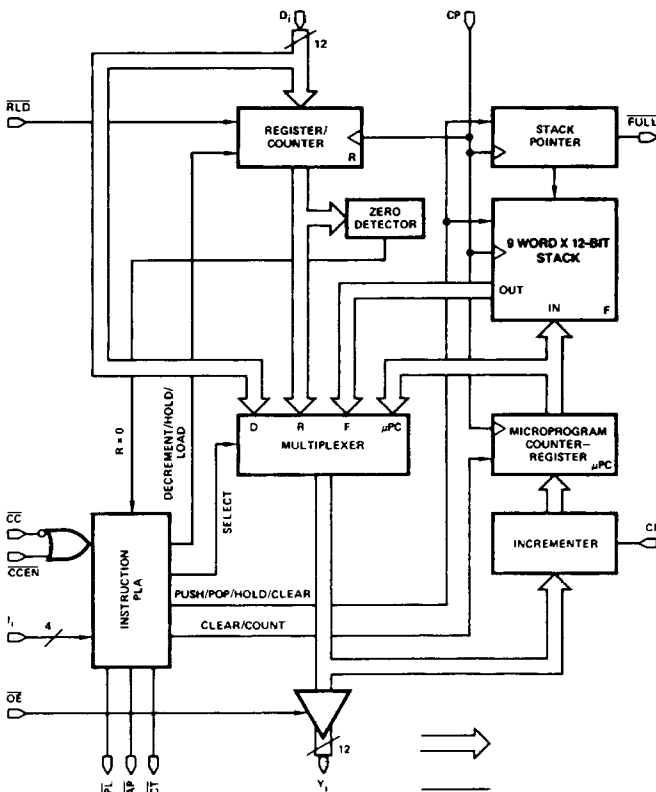 Di
CP
12
RLD
REGISTER/
COUNTER
R
STACK
POINTER
FULL
ZERO
DETECTOR
9 WORD X 12-BIT
STACK
OUT
IN
F
R = 0
DECREMENT/HOLD/
LOAD
D
R
F
µPC
MULTIPLEXER
MICROPROGRAM
COUNTER–
REGISTER
µPC
SELECT
CC
CCEN
INSTRUCTION
PLA
INCREMENTER
PUSH/POP/HOLD/CLEAR
Ii
4
CLEAR/COUNT
OE
12
Yi